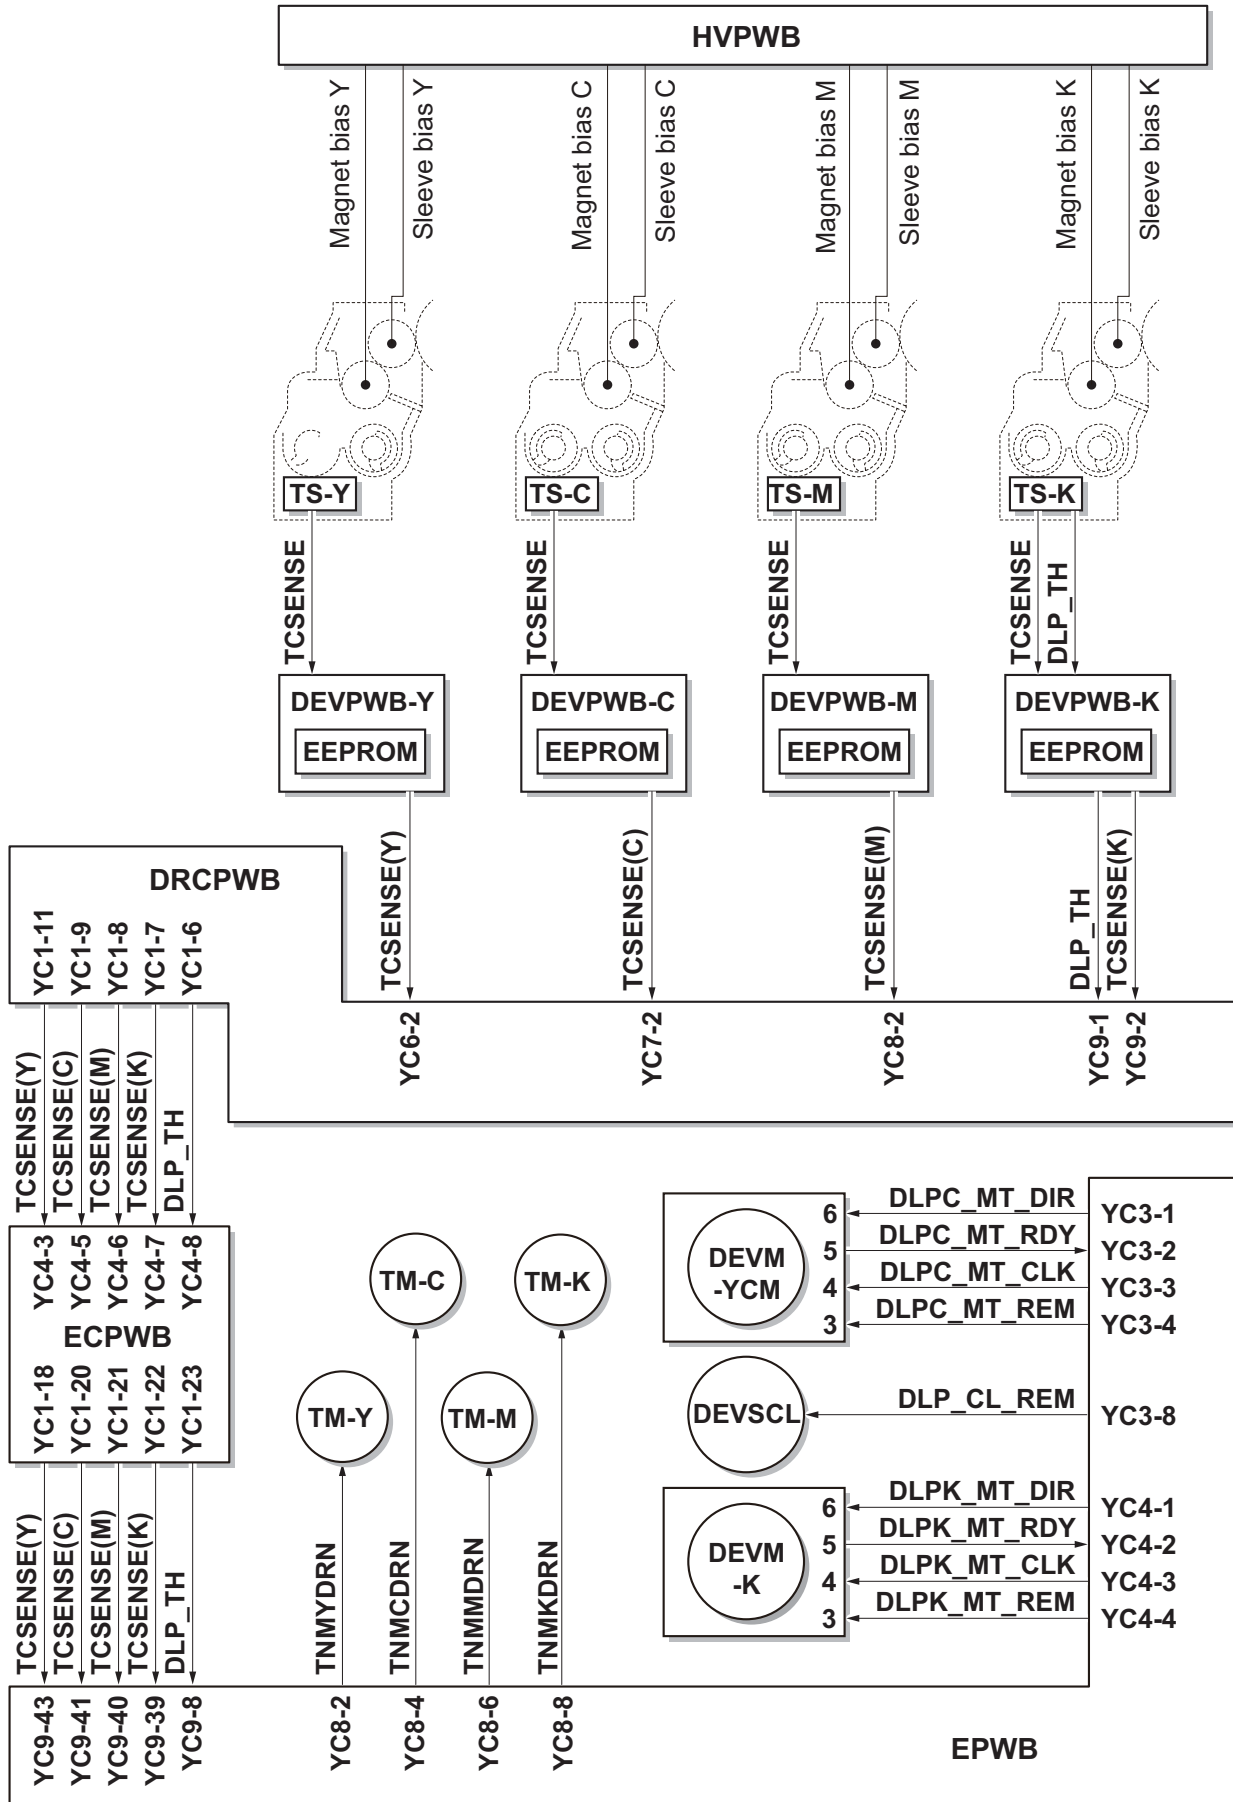 HVPWB
Magnet bias Y
Sleeve bias Y
Magnet bias C
Sleeve bias C
Magnet bias M
Sleeve bias M
Magnet bias K
Sleeve bias K
TS-Y
TS-C
TS-M
TS-K
TCSENSE
TCSENSE
TCSENSE
TCSENSE
DLP_TH
DEVPWB-Y
EEPROM
DEVPWB-C
EEPROM
DEVPWB-M
EEPROM
DEVPWB-K
EEPROM
TCSENSE(Y)
TCSENSE(C)
TCSENSE(M)
DLP_TH
TCSENSE(K)
DRCPWB
YC1-11
YC1-9
YC1-8
YC1-7
YC1-6
YC6-2
YC7-2
YC8-2
YC9-1
YC9-2
TCSENSE(Y)
TCSENSE(C)
TCSENSE(M)
TCSENSE(K)
DLP_TH
YC4-3
YC4-5
YC4-6
YC4-7
YC4-8
ECPWB
YC1-18
YC1-20
YC1-21
YC1-22
YC1-23
TCSENSE(Y)
TCSENSE(C)
TCSENSE(M)
TCSENSE(K)
DLP_TH
YC9-43
YC9-41
YC9-40
YC9-39
YC9-8
TM-C
TM-K
TM-Y
TM-M
TNMYDRN
TNMCDRN
TNMMDRN
TNMKDRN
YC8-2
YC8-4
YC8-6
YC8-8
DEVM
-YCM
6 DLPC_MT_DIR YC3-1
5 DLPC_MT_RDY YC3-2
4 DLPC_MT_CLK YC3-3
3 DLPC_MT_REM YC3-4
DEVSCL DLP_CL_REM YC3-8
DEVM
-K
6 DLPK_MT_DIR YC4-1
5 DLPK_MT_RDY YC4-2
4 DLPK_MT_CLK YC4-3
3 DLPK_MT_REM YC4-4
EPWB